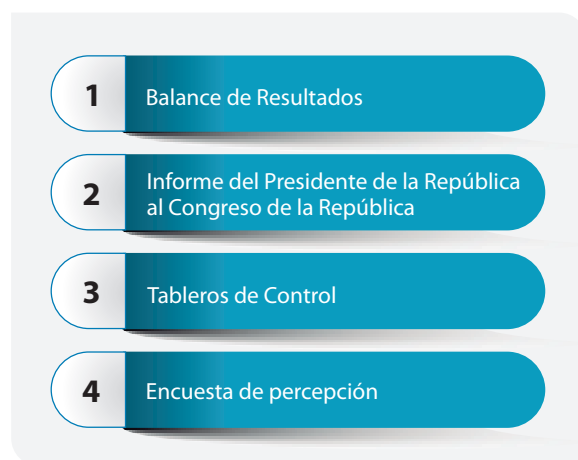 1 Balance de Resultados
2 Informe del Presidente de la República
al Congreso de la República
3 Tableros de Control
4 Encuesta de percepción